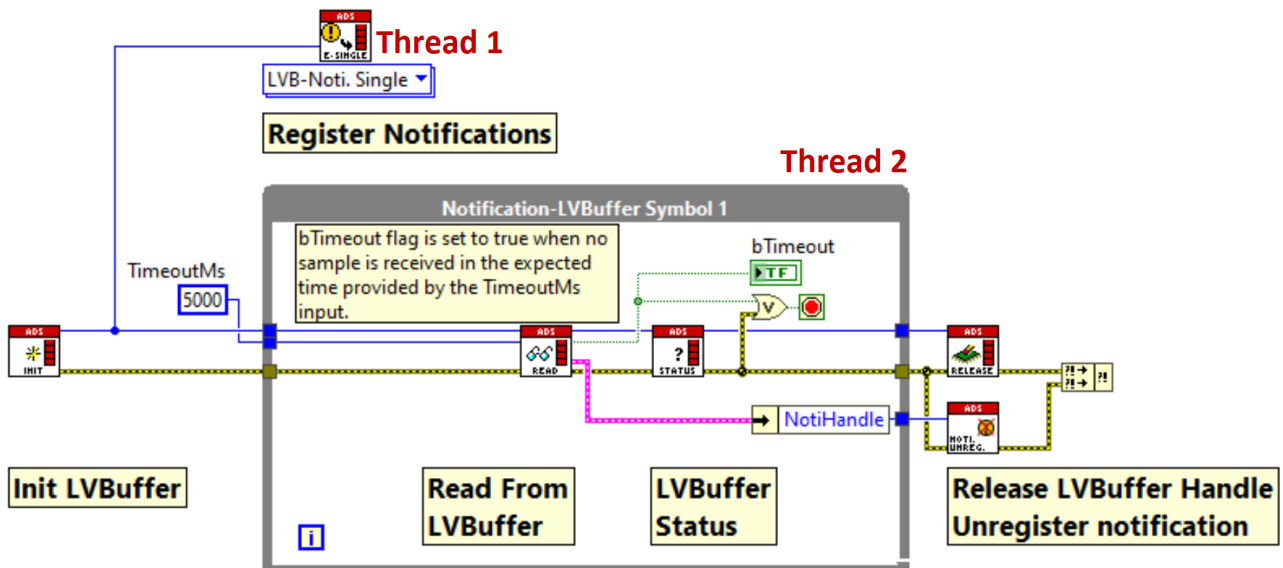 ADS
E-SINGLE
Thread 1
LVB-Noti. Single
Register Notifications
Thread 2
Notification-LVBuffer Symbol 1
bTimeout flag is set to true when no
sample is received in the expected
time provided by the TimeoutMs
input.
bTimeout
TF
TimeoutMs
5000
V
ADS
INIT
ADS
READ
ADS
?
STATUS
ADS
RELEASE
?!
?!
?!
NotiHandle
ADS
NOTI.
UNREG.
Init LVBuffer
Read From
LVBuffer
LVBuffer
Status
Release LVBuffer Handle
Unregister notification
i